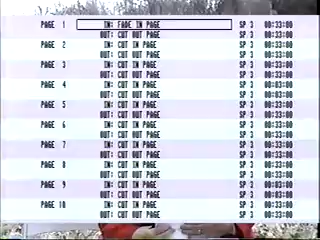 PAGE 1 IN: FADE IN PAGE SP 3 00:33:00
OUT: CUT OUT PAGE SP 3 00:33:00
PAGE 2 IN: CUT IN PAGE SP 3 00:03:00
OUT: CUT OUT PAGE SP 3 00:33:00
PAGE 3 IN: CUT IN PAGE SP 3 00:33:00
OUT: CUT OUT PAGE SP 3 00:33:00
PAGE 4 IN: CUT IN PAGE SP 3 00:03:00
OUT: CUT OUT PAGE SP 3 00:03:00
PAGE 5 IN: CUT IN PAGE SP 3 00:33:00
OUT: CUT OUT PAGE SP 3 00:33:00
PAGE 6 IN: CUT IN PAGE SP 3 00:33:00
OUT: CUT OUT PAGE SP 3 00:33:00
PAGE 7 IN: CUT IN PAGE SP 3 00:33:00
OUT: CUT OUT PAGE SP 3 00:33:00
PAGE 8 IN: CUT IN PAGE SP 3 00:33:00
OUT: CUT OUT PAGE SP 3 00:33:00
PAGE 9 IN: CUT IN PAGE SP 3 00:03:00
OUT: CUT OUT PAGE SP 3 00:03:00
PAGE 10 IN: CUT IN PAGE SP 3 00:33:00
OUT: CUT OUT PAGE SP 3 00:33:00